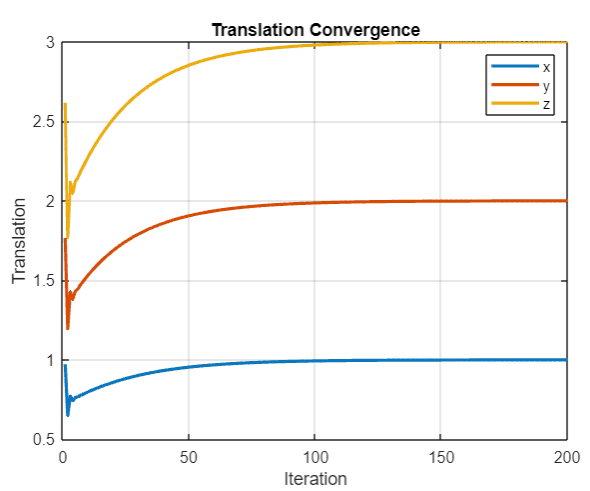 Translation Convergence
3
2.5
2
1.5
1
0.5
Translation
x
y
z
0
50
100
150
200
Iteration